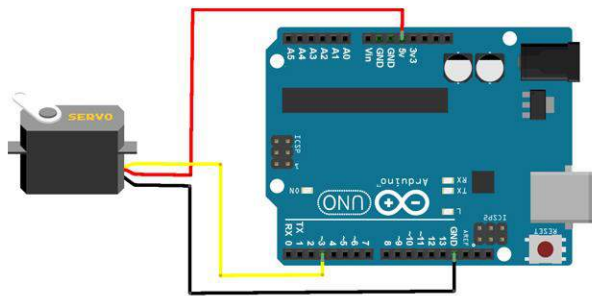 A5
A4
A3
A2
A1
A0
Vin
GND
GND
5v
3v3
SERVO
ICSP
RX
TX
ON
Arduino
UNO
L
ICSP2
AREF
RESET
RX
TX
0
1
2
~3
4
~5
~6
7
8
~9
~10
~11
12
13
GND